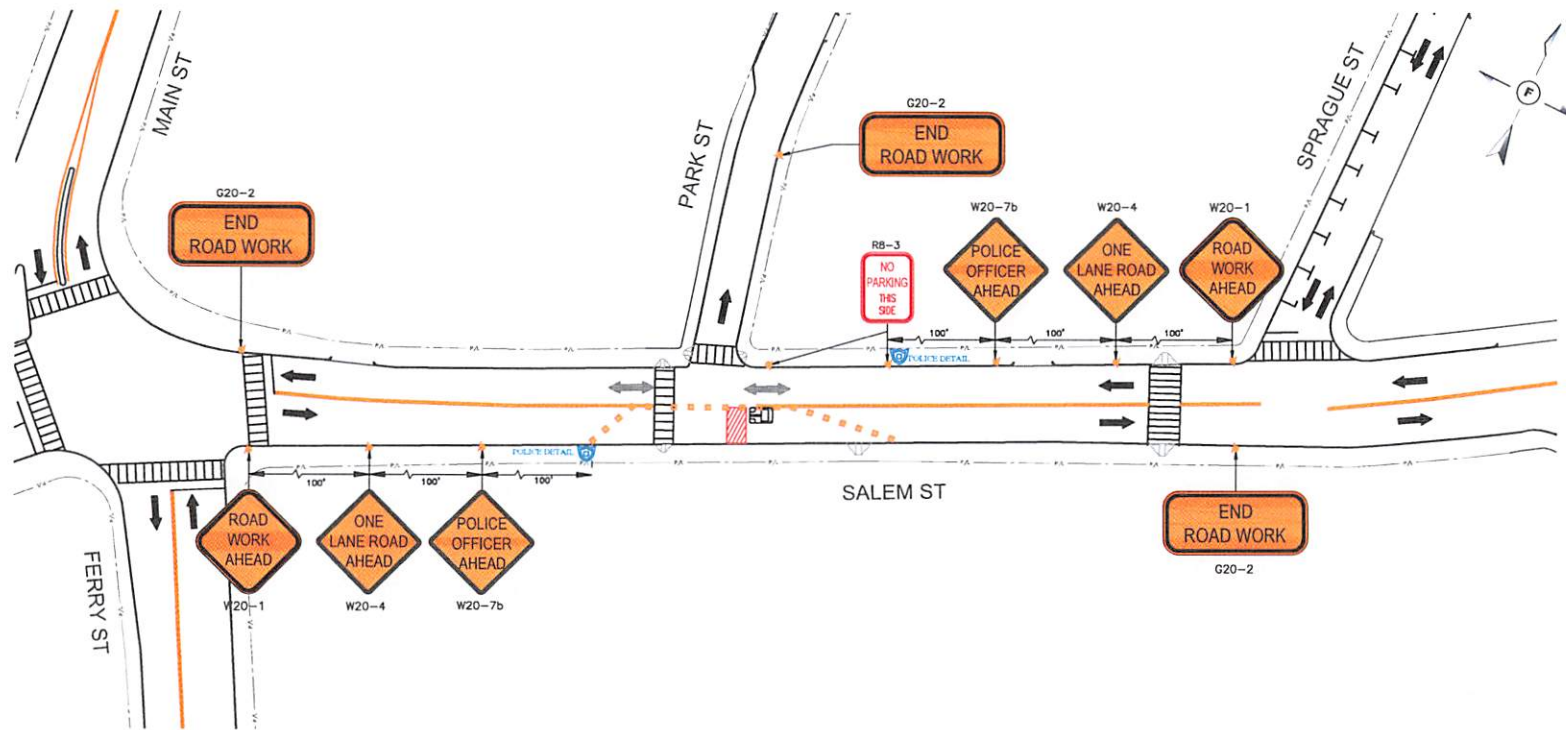 MAIN ST
G20-2
END
ROAD WORK
PARK ST
G20-2
END
ROAD WORK
SPRAGUE ST
F
R8-3
NO
PARKING
THIS
SIDE
W20-7b
POLICE
OFFICER
AHEAD
W20-4
ONE
LANE ROAD
AHEAD
W20-1
ROAD
WORK
AHEAD
100'
100'
100'
POLICE DETAIL
POLICE DETAIL
100'
100'
100'
SALEM ST
FERRY ST
ROAD
WORK
AHEAD
W20-1
ONE
LANE ROAD
AHEAD
W20-4
POLICE
OFFICER
AHEAD
W20-7b
END
ROAD WORK
G20-2